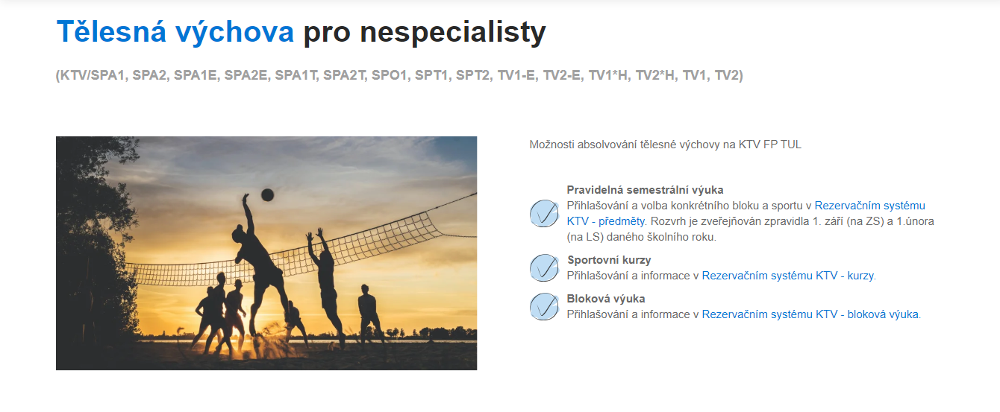 Tělesná výchova pro nespecialisty
(KTV/SPA1, SPA2, SPA1E, SPA2E, SPA1T, SPA2T, SPO1, SPT1, SPT2, TV1-E, TV2-E, TV1*H, TV2*H, TV1, TV2)
Možnosti absolvování tělesné výchovy na KTV FP TUL
Pravidelná semestrální výuka
Přihlašování a volba konkrétního bloku a sportu v Rezervačním systému
KTV - předměty. Rozvrh je zveřejňován zpravidla 1. září (na ZS) a 1.února
(na LS) daného školního roku.
Sportovní kurzy
Přihlašování a informace v Rezervačním systému KTV - kurzy.
Bloková výuka
Přihlašování a informace v Rezervačním systému KTV - bloková výuka.